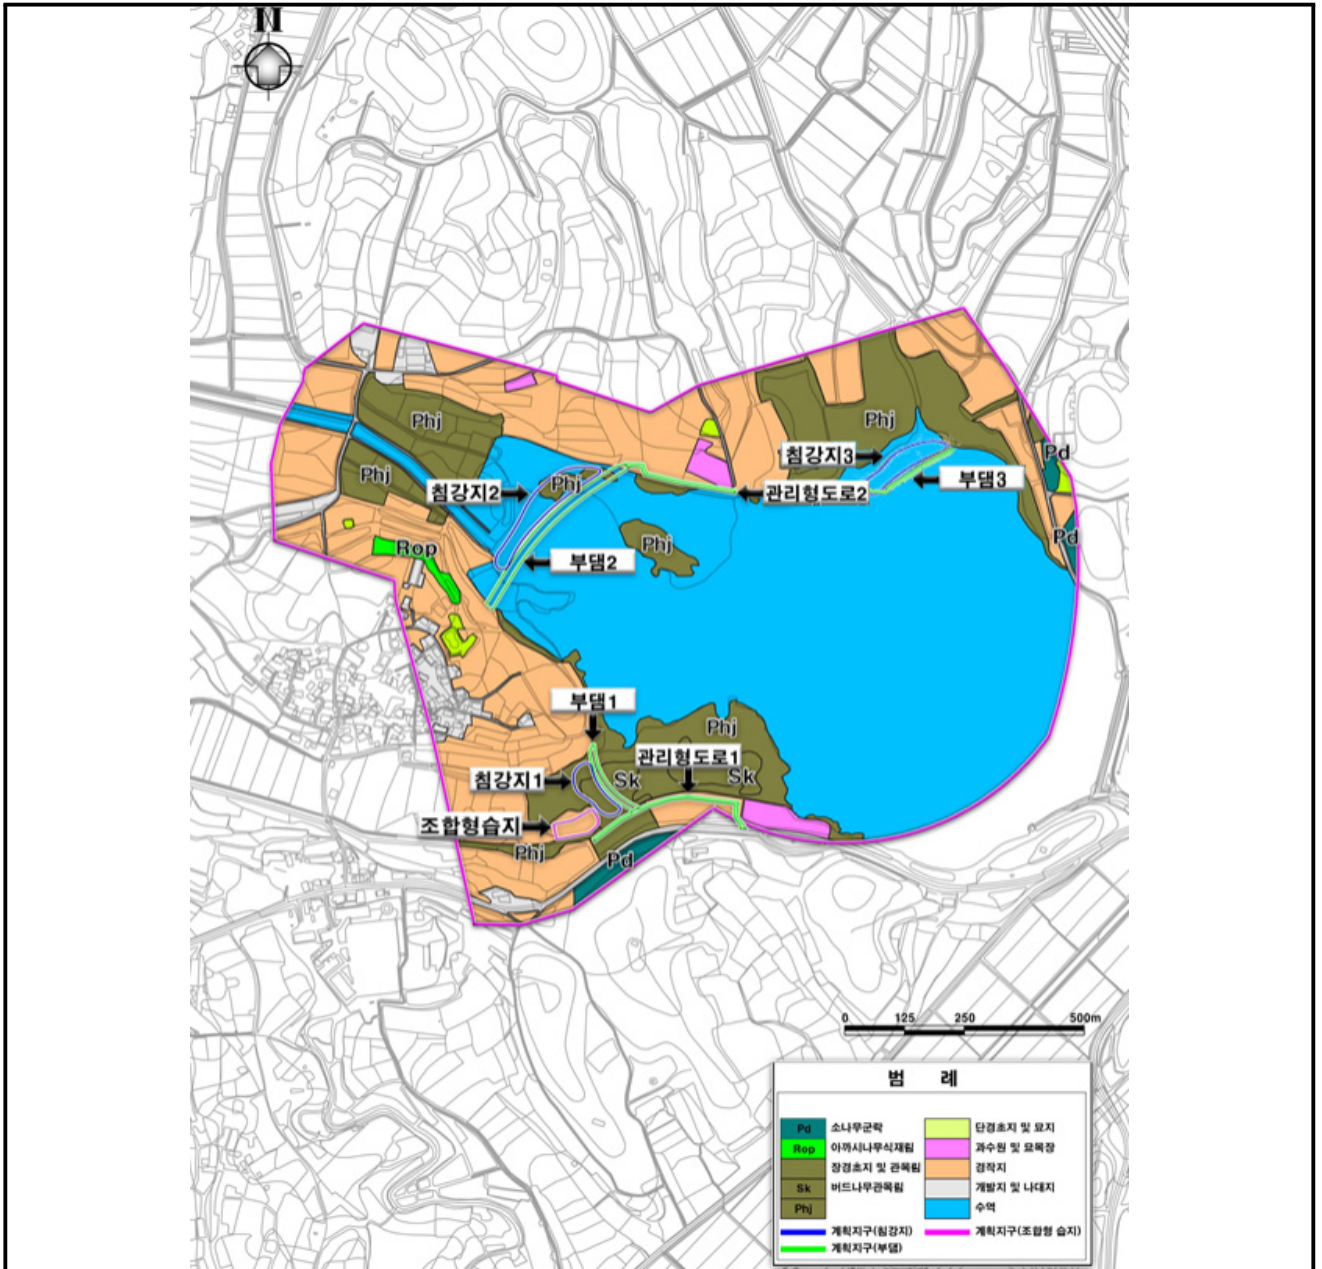 N
Phj
Phj
Pd
침강지3
Phj
부댐3
침강지2
Phj
관리형도로2
Pd
Rop
Phj
부댐2
부댐1
Phj
관리형도로1
침강지1
Sk
Sk
조합형습지
Phj
Pd
0 125 250 500m
범 례
Pd 소나무군락 단경초지 및 묘지
Rop 아까시나무식재림 과수원 및 묘목장
장경초지 및 관목림 경작지
Sk 버드나무관목림 개발지 및 나대지
Phj 수역
계획지구(침강지) 계획지구(조합형 습지)
계획지구(부댐)